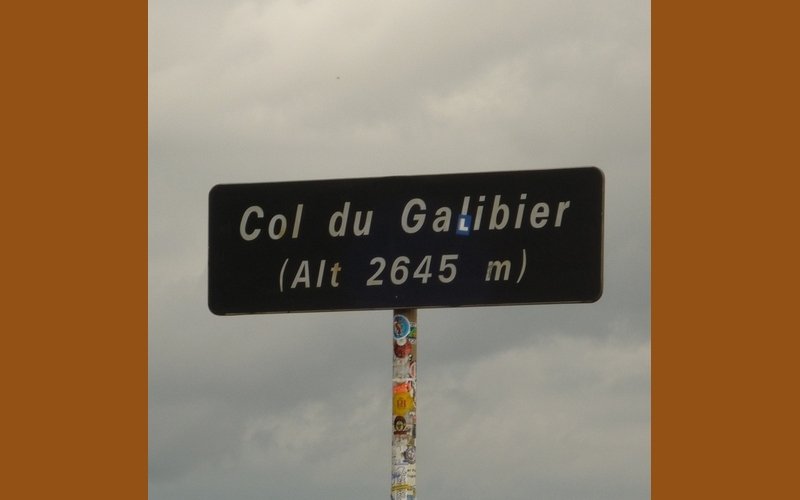 Col du Galibier
(Alt 2645 m)
L